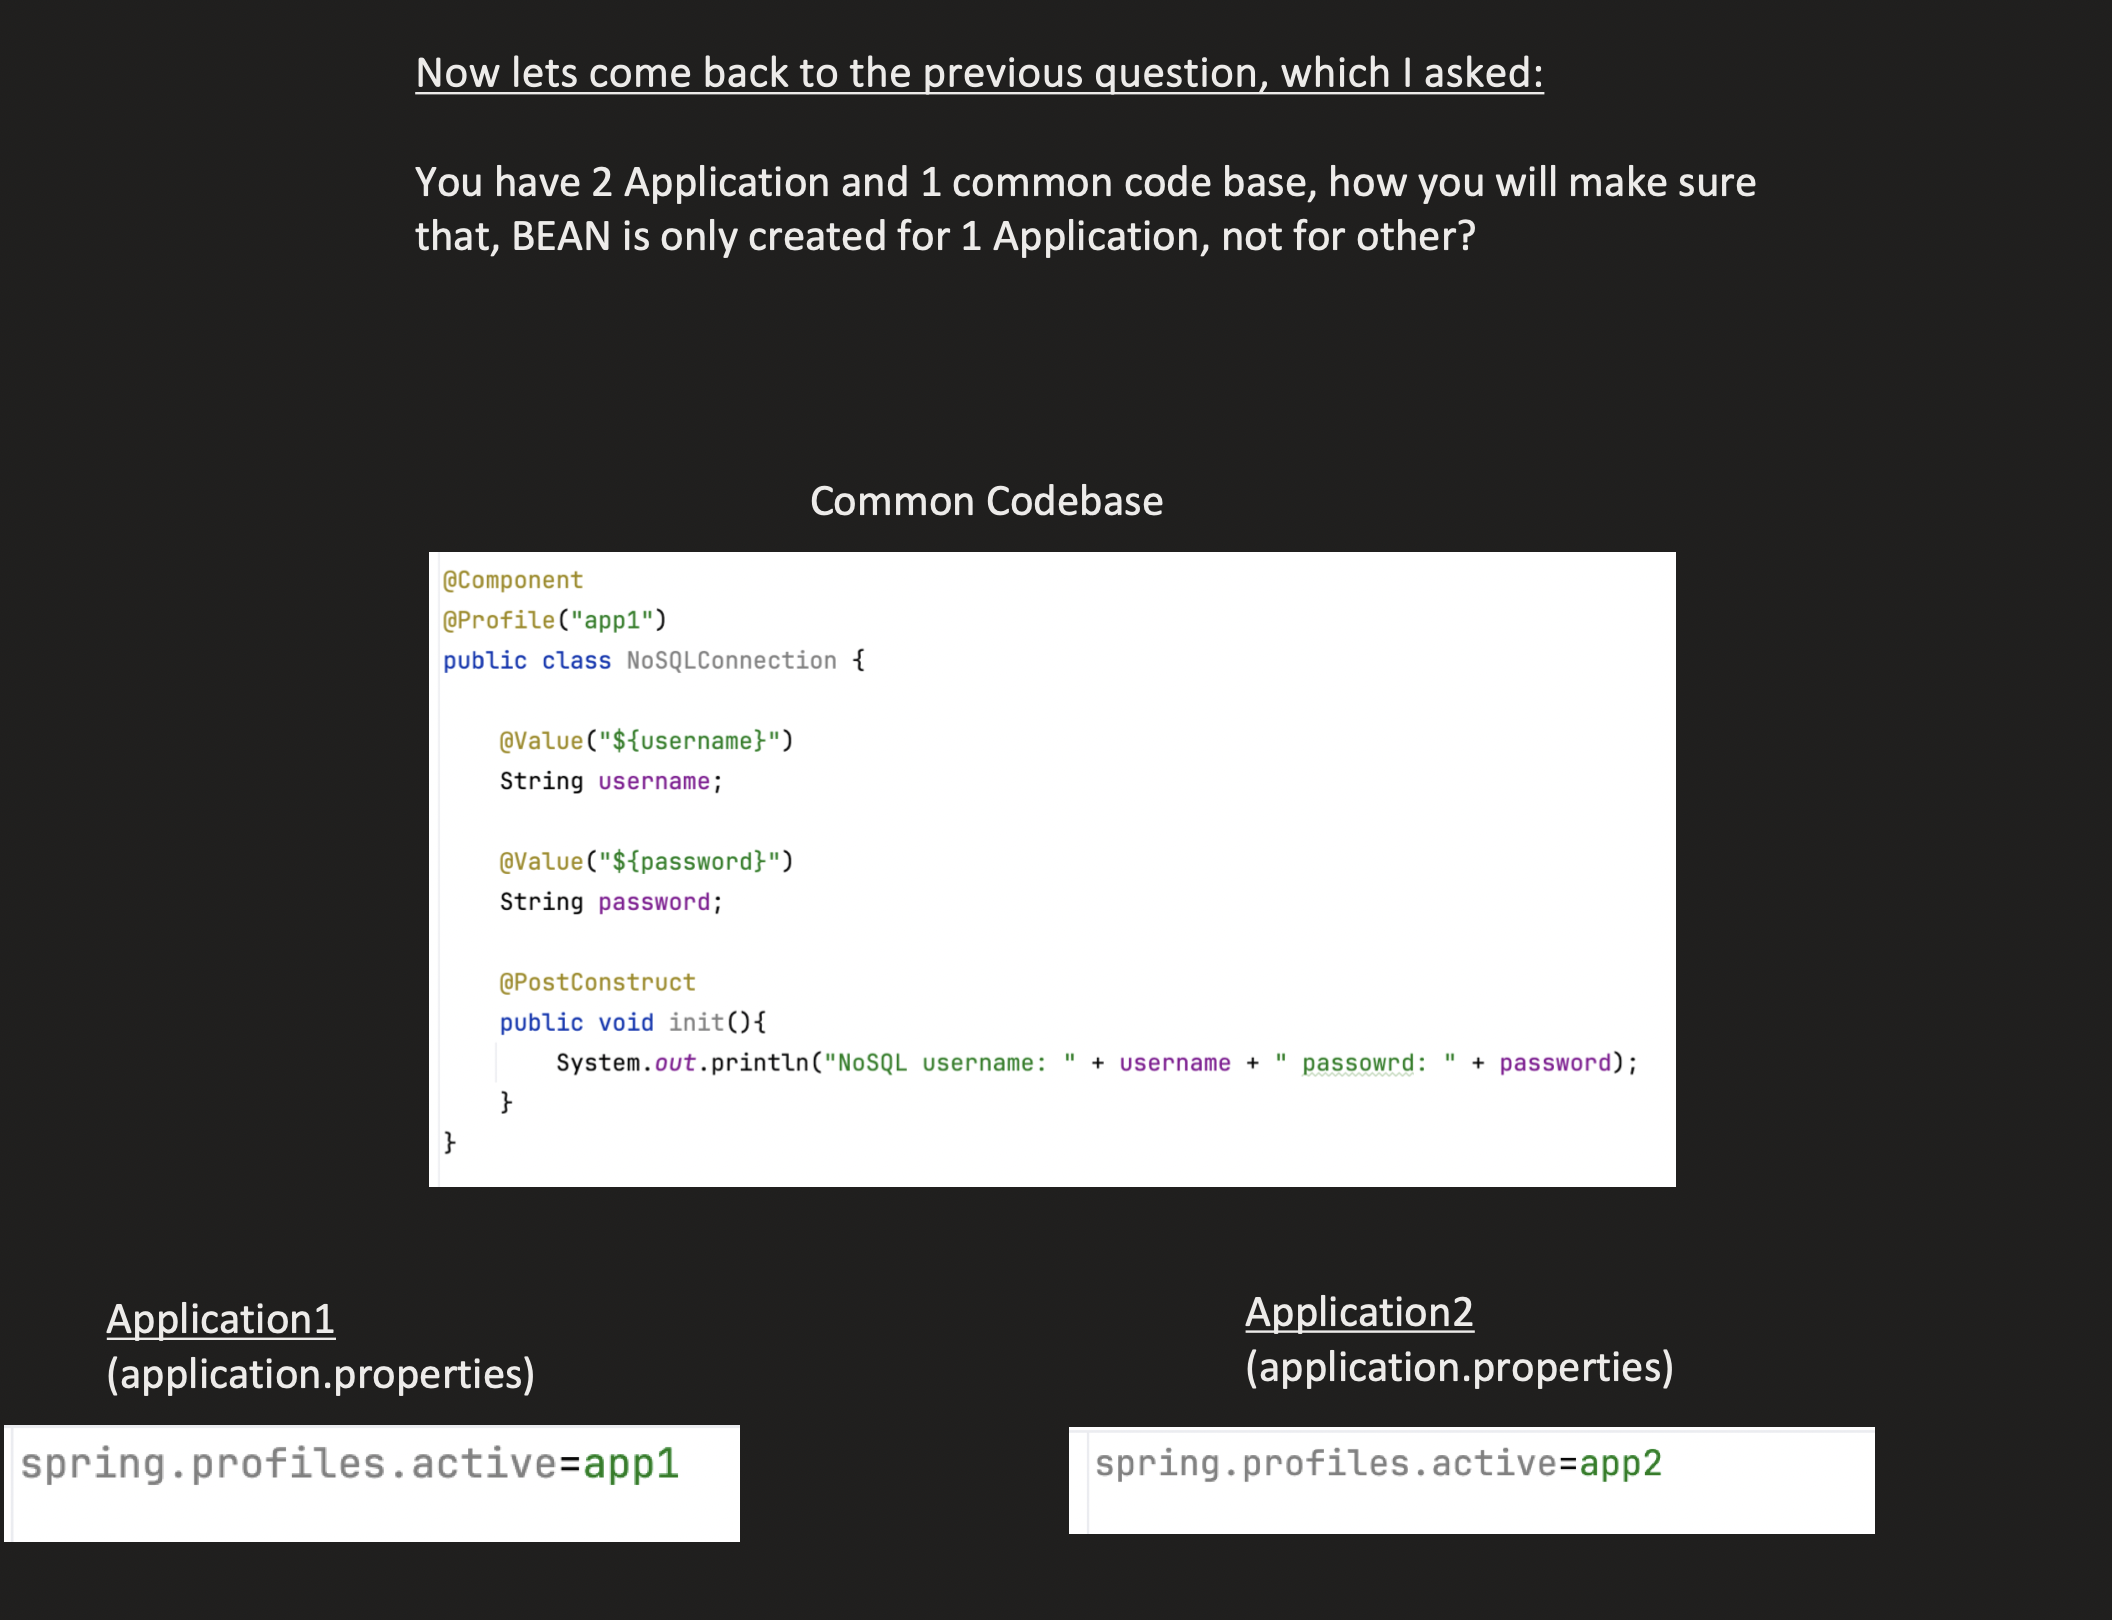 Now lets come back to the previous question, which I asked:
You have 2 Application and 1 common code base, how you will make sure
that, BEAN is only created for 1 Application, not for other?
Common Codebase
@Component
@Profile("app1")
public class NoSQLConnection {
@Value("${username}")
String username;
@Value("${password}")
String password;
@PostConstruct
public void init(){
System.out.println("NoSQL username: " + username + " passowrd: " + password);
}
}
Application1
(application.properties)
spring.profiles.active=app1
Application2
(application.properties)
spring.profiles.active=app2